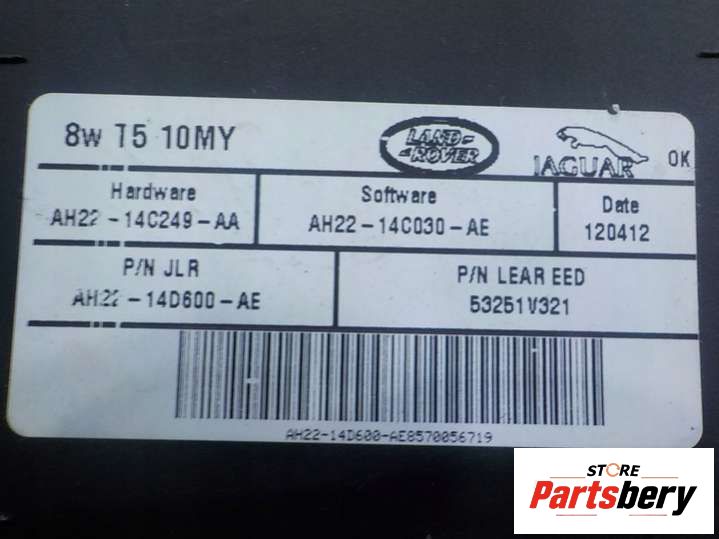 8w T5 10MY
LAND-
-ROVER
JAGUAR
OK
Hardware
AH22-14C249-AA
Software
AH22-14C030-AE
Date
120412
P/N JLR
AH22-14D600-AE
P/N LEAR EED
53251V321
AH22-14D600-AE8570056719
STORE
Partsbery